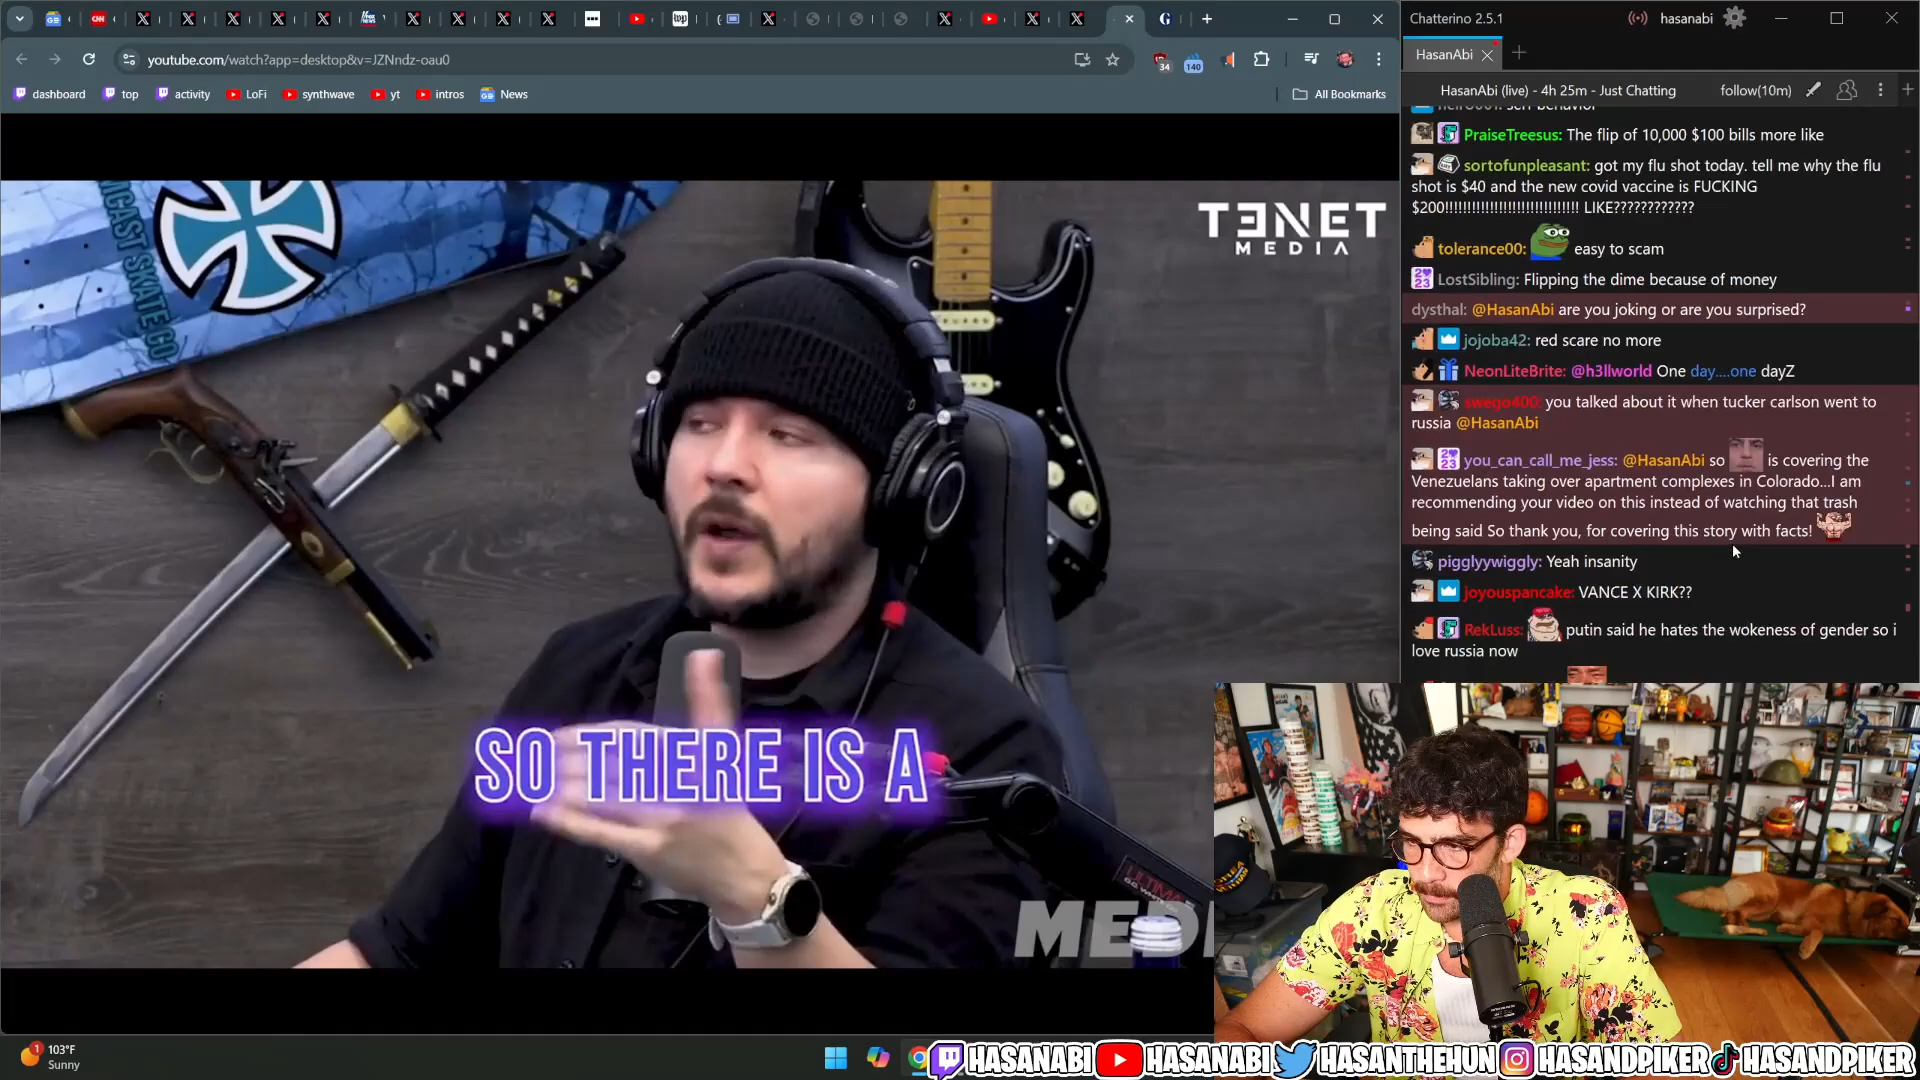 Chatterino 2.5.1
hasanabi
HasanAbi
youtube.com/watch?app=desktop&v=JZNndz-oau0
34
140
dashboard
top
activity
LoFi
synthwave
yt
intros
News
All Bookmarks
HasanAbi (live) - 4h 25m - Just Chatting
follow(10m)
PraiseTreesus: The flip of 10,000 $100 bills more like
sortofunpleasant: got my flu shot today. tell me why the flu
shot is $40 and the new covid vaccine is FUCKING
$200!!!!!!!!!!!!!!!!!!!!!!!!!!!!!! LIKE????????????
tolerance00: easy to scam
LostSibling: Flipping the dime because of money
dysthal: @HasanAbi are you joking or are you surprised?
jojoba42: red scare no more
NeonLiteBrite: @h3llworld One day....one dayZ
swego400: you talked about it when tucker carlson went to
russia @HasanAbi
you_can_call_me_jess: @HasanAbi so is covering the
Venezuelans taking over apartment complexes in Colorado...I am
recommending your video on this instead of watching that trash
being said So thank you, for covering this story with facts!
pigglyywiggly: Yeah insanity
joyouspancake: VANCE X KIRK??
RekLuss: putin said he hates the wokeness of gender so i
love russia now
T3NET
MEDIA
CAST SKATE CO
SO THERE IS A
MEDI
1
103°F
Sunny
HASANABI
HASANABI
HASANTHEHUN
HASANDPIKER
HASANDPIKER